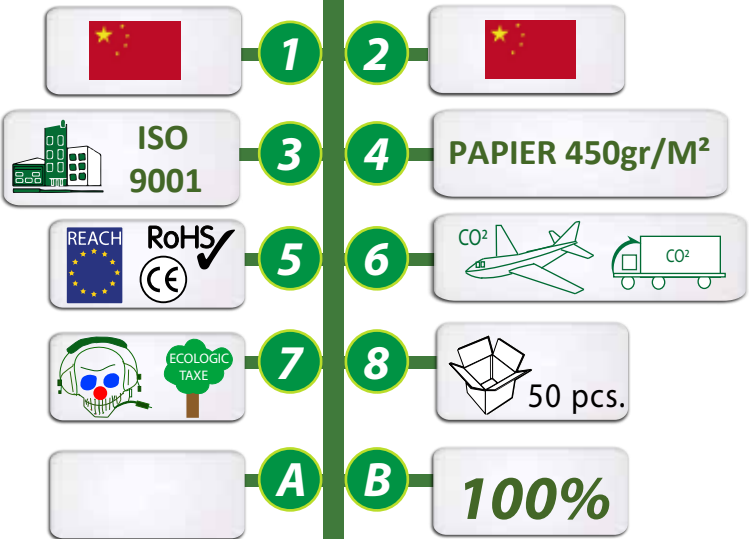 1
2
ISO
9001
3
4
PAPIER 450gr/M²
REACH
RoHS
CE
5
6
CO²
CO²
ECOLOGIC
TAXE
7
8
50 pcs.
A
B
100%